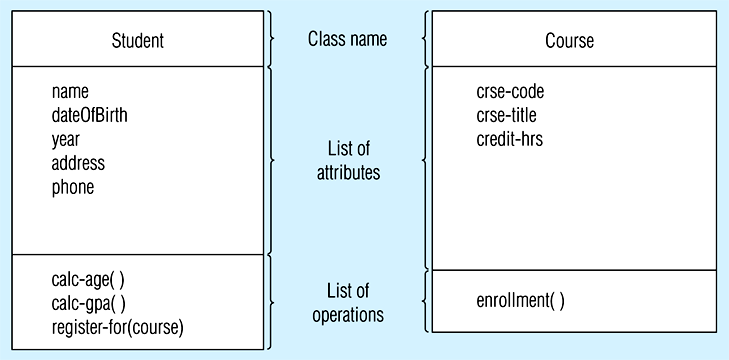 Student
name
dateOfBirth
year
address
phone
calc-age( )
calc-gpa( )
register-for(course)
Class name
List of
attributes
List of
operations
Course
crse-code
crse-title
credit-hrs
enrollment( )